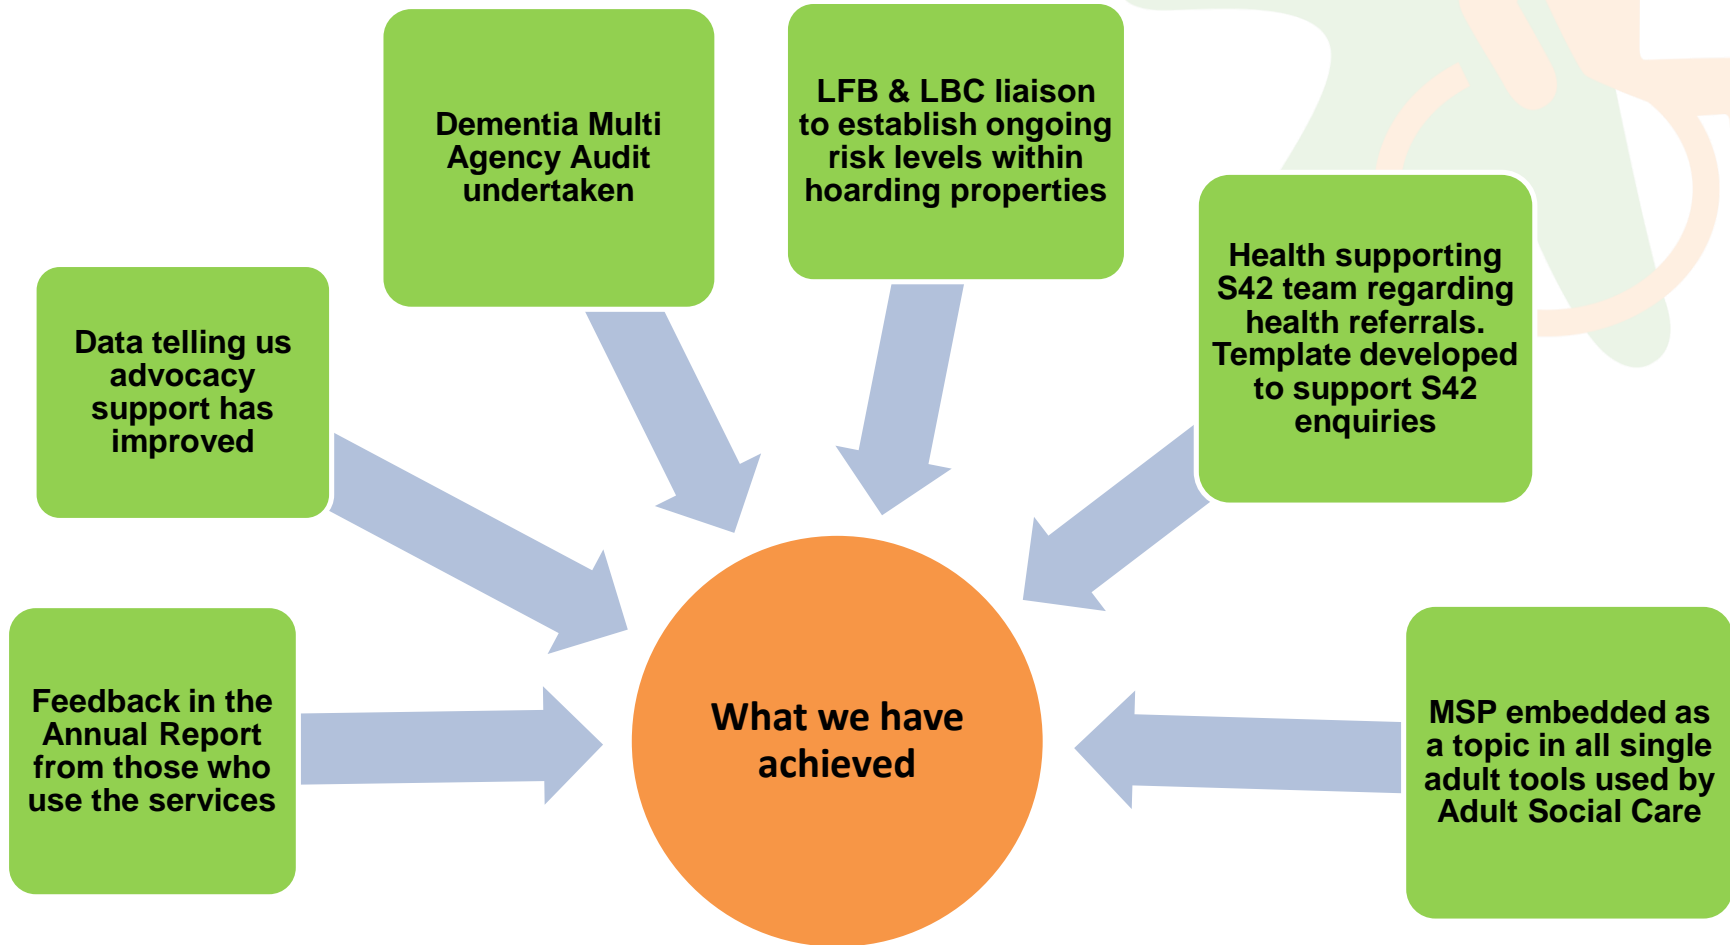 Dementia Multi
Agency Audit
undertaken
LFB & LBC liaison
to establish ongoing
risk levels within
hoarding properties
Data telling us
advocacy
support has
improved
Health supporting
S42 team regarding
health referrals.
Template developed
to support S42
enquiries
Feedback in the
Annual Report
from those who
use the services
What we have
achieved
MSP embedded as
a topic in all single
adult tools used by
Adult Social Care